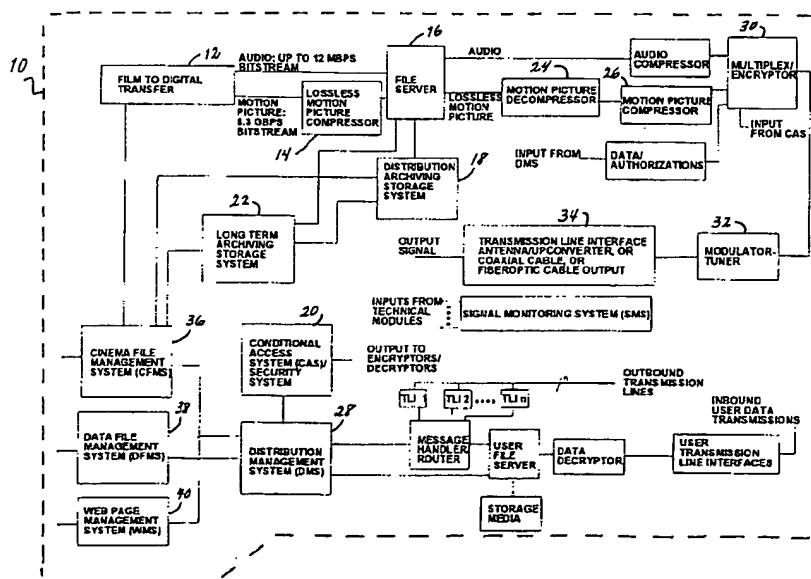 10
12
FILM TO DIGITAL
TRANSFER
AUDIO: UP TO 12 MBPS
BITSTREAM
MOTION
PICTURE:
5.3 GBPS
BITSTREAM
LOSSLESS
MOTION
PICTURE
COMPRESSOR
14
16
FILE
SERVER
AUDIO
LOSSLESS
MOTION
PICTURE
24
MOTION PICTURE
DECOMPRESSOR
26
MOTION PICTURE
COMPRESSOR
AUDIO
COMPRESSOR
30
MULTIPLEX/
ENCRYPTOR
INPUT
FROM CAS
INPUT FROM
DMS
DATA/
AUTHORIZATIONS
DISTRIBUTION
ARCHIVING
STORAGE
SYSTEM
18
22
LONG TERM
ARCHIVING
STORAGE
SYSTEM
OUTPUT
SIGNAL
34
TRANSMISSION LINE INTERFACE
ANTENNA/UPCONVERTER, OR
COAXIAL CABLE, OR
FIBEROPTIC CABLE OUTPUT
32
MODULATOR-
TUNER
INPUTS FROM
TECHNICAL
MODULES
SIGNAL MONITORING SYSTEM (SMS)
36
CINEMA FILE
MANAGEMENT
SYSTEM (CFMS)
20
CONDITIONAL
ACCESS
SYSTEM (CAS)/
SECURITY
SYSTEM
OUTPUT TO
ENCRYPTORS/
DECRYPTORS
TLI 1
TLI 2
....
TLI n
OUTBOUND
TRANSMISSION
LINES
INBOUND
USER DATA
TRANSMISSIONS
38
DATA FILE
MANAGEMENT
SYSTEM (DFMS)
28
DISTRIBUTION
MANAGEMENT
SYSTEM (DMS)
MESSAGE
HANDLER/
ROUTER
USER
FILE
SERVER
DATA
DECRYPTOR
USER
TRANSMISSION
LINE INTERFACES
40
WEB PAGE
MANAGEMENT
SYSTEM (WMS)
STORAGE
MEDIA